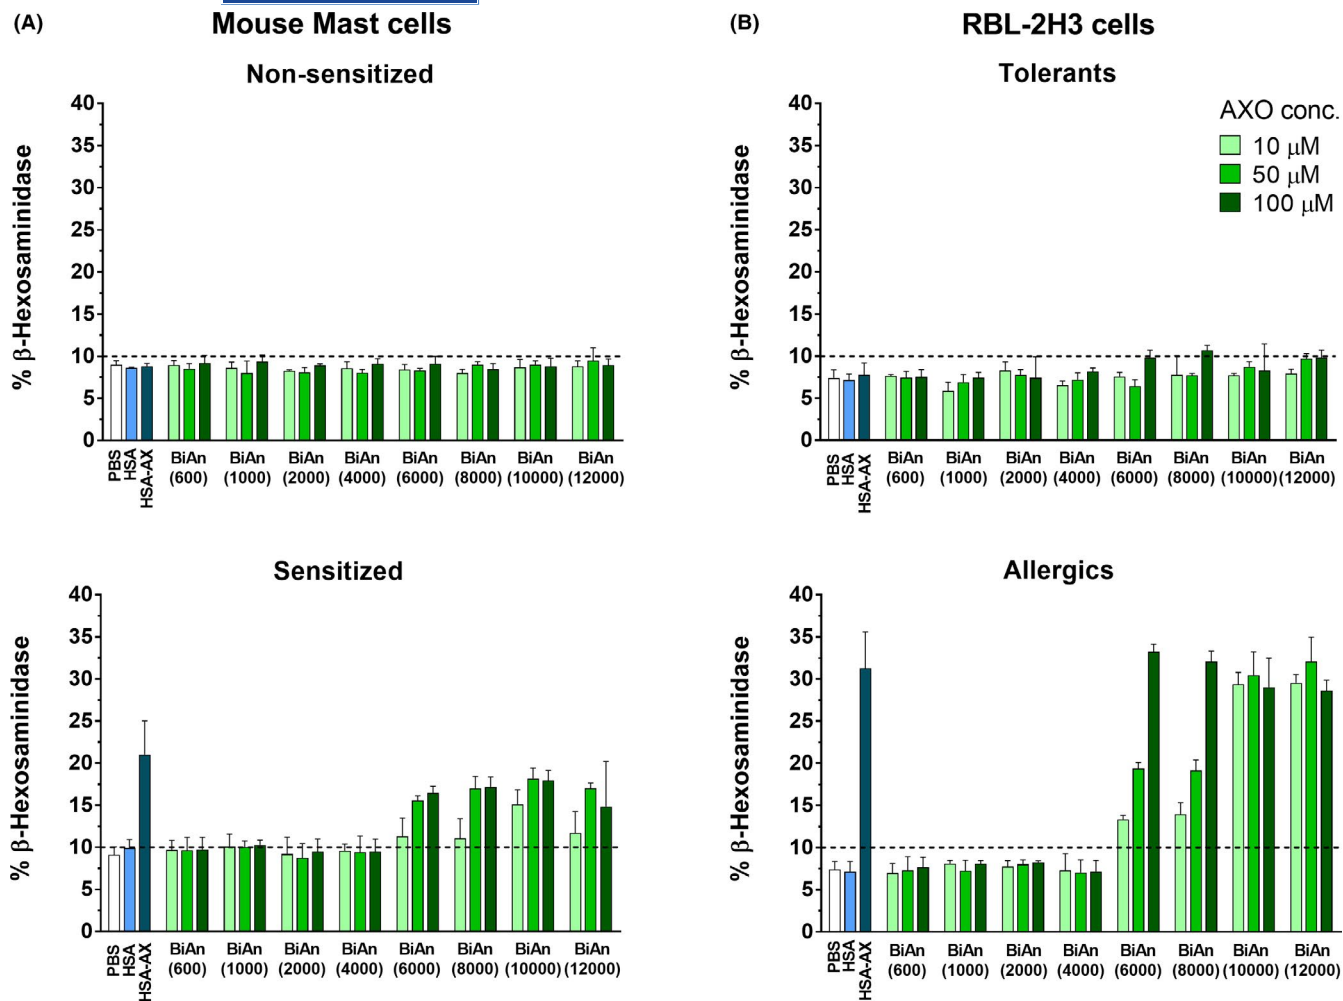 (A)
Mouse Mast cells
Non-sensitized
% β-Hexosaminidase
40
35
30
25
20
15
10
5
0
PBS
HSA
HSA-AX
BiAn BiAn BiAn BiAn BiAn BiAn BiAn BiAn
(600) (1000) (2000) (4000) (6000) (8000) (10000) (12000)
Sensitized
% β-Hexosaminidase
40
35
30
25
20
15
10
5
0
PBS
HSA
HSA-AX
BiAn BiAn BiAn BiAn BiAn BiAn BiAn BiAn
(600) (1000) (2000) (4000) (6000) (8000) (10000) (12000)
(B)
RBL-2H3 cells
Tolerants
% β-Hexosaminidase
40
35
30
25
20
15
10
5
0
AXO conc.
10 μM
50 μM
100 μM
PBS
HSA
HSA-AX
BiAn BiAn BiAn BiAn BiAn BiAn BiAn BiAn
(600) (1000) (2000) (4000) (6000) (8000) (10000) (12000)
Allergics
% β-Hexosaminidase
40
35
30
25
20
15
10
5
0
PBS
HSA
HSA-AX
BiAn BiAn BiAn BiAn BiAn BiAn BiAn BiAn
(600) (1000) (2000) (4000) (6000) (8000) (10000) (12000)